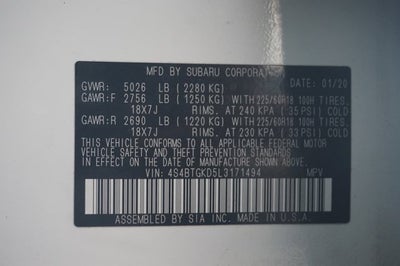 MFD BY SUBARU CORPORATION
GVWR: 5026 LB (2280 KG) DATE: 01/20
GAWR:F 2756 LB (1250 KG) WITH 225/60R18 100H TIRES,
18X7J RIMS, AT 240 KPA (35 PSI) COLD
GAWR:R 2690 LB (1220 KG) WITH 225/60R18 100H TIRES,
18X7J RIMS, AT 230 KPA (33 PSI) COLD
THIS VEHICLE CONFORMS TO ALL APPLICABLE FEDERAL MOTOR
VEHICLE SAFETY AND THEFT PREVENTION STANDARDS IN
EFFECT ON THE DATE OF MANUFACTURE SHOWN ABOVE.
VIN: 4S4BTGKD5L3171494 MPV
ASSEMBLED BY SIA INC. MADE IN U.S.A.